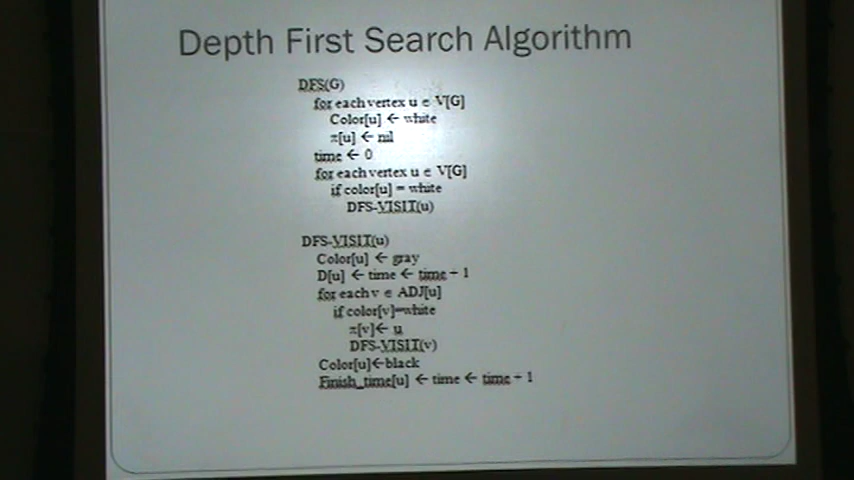 Depth First Search Algorithm
DFS(G)
for each vertex u ∈ V[G]
Color[u] ← white
π[u] ← nil
time ← 0
for each vertex u ∈ V[G]
if color[u] = white
DFS-VISIT(u)
DFS-VISIT(u)
Color[u] ← gray
D[u] ← time ← time + 1
for each v ∈ ADJ[u]
if color[v]=white
π[v]← u
DFS-VISIT(v)
Color[u]←black
Finish_time[u] ← time ← time + 1